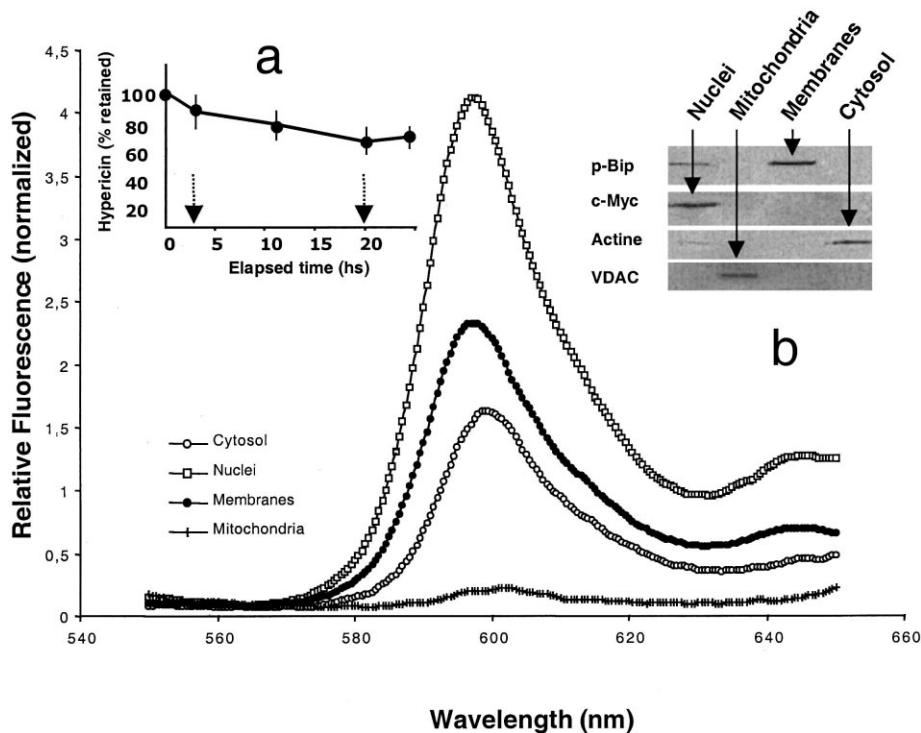 4,5
4
3,5
3
2,5
2
1,5
1
0,5
0
Relative Fluorescence (normalized)
a
100
80
60
40
20
Hypericin (% retained)
0 10 20
Elapsed time (hs)
Nuclei
Mitochondria
Membranes
Cytosol
p-Bip
c-Myc
Actine
VDAC
b
Cytosol
Nuclei
Membranes
Mitochondria
540 560 580 600 620 640 660
Wavelength (nm)